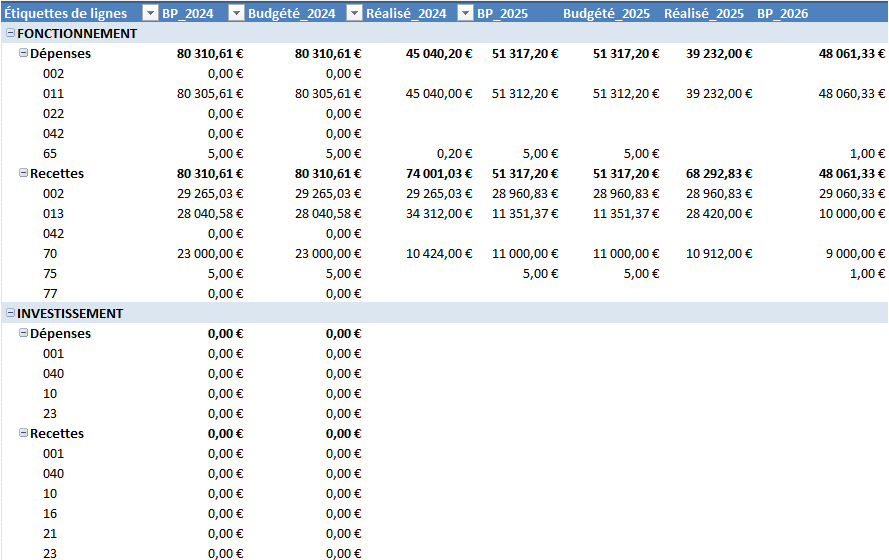 Étiquettes de lignes BP_2024 Budgété_2024 Réalisé_2024 BP_2025 Budgété_2025 Réalisé_2025 BP_2026
FONCTIONNEMENT
Dépenses 80 310,61 € 80 310,61 € 45 040,20 € 51 317,20 € 51 317,20 € 39 232,00 € 48 061,33 €
002 0,00 € 0,00 €
011 80 305,61 € 80 305,61 € 45 040,00 € 51 312,20 € 51 312,20 € 39 232,00 € 48 060,33 €
022 0,00 € 0,00 €
042 0,00 € 0,00 €
65 5,00 € 5,00 € 0,20 € 5,00 € 5,00 € 1,00 €
Recettes 80 310,61 € 80 310,61 € 74 001,03 € 51 317,20 € 51 317,20 € 68 292,83 € 48 061,33 €
002 29 265,03 € 29 265,03 € 29 265,03 € 28 960,83 € 28 960,83 € 28 960,83 € 29 060,33 €
013 28 040,58 € 28 040,58 € 34 312,00 € 11 351,37 € 11 351,37 € 28 420,00 € 10 000,00 €
042 0,00 € 0,00 €
70 23 000,00 € 23 000,00 € 10 424,00 € 11 000,00 € 11 000,00 € 10 912,00 € 9 000,00 €
75 5,00 € 5,00 € 5,00 € 5,00 € 1,00 €
77 0,00 € 0,00 €
INVESTISSEMENT
Dépenses 0,00 € 0,00 €
001 0,00 € 0,00 €
040 0,00 € 0,00 €
10 0,00 € 0,00 €
23 0,00 € 0,00 €
Recettes 0,00 € 0,00 €
001 0,00 € 0,00 €
040 0,00 € 0,00 €
10 0,00 € 0,00 €
16 0,00 € 0,00 €
21 0,00 € 0,00 €
23 0,00 € 0,00 €